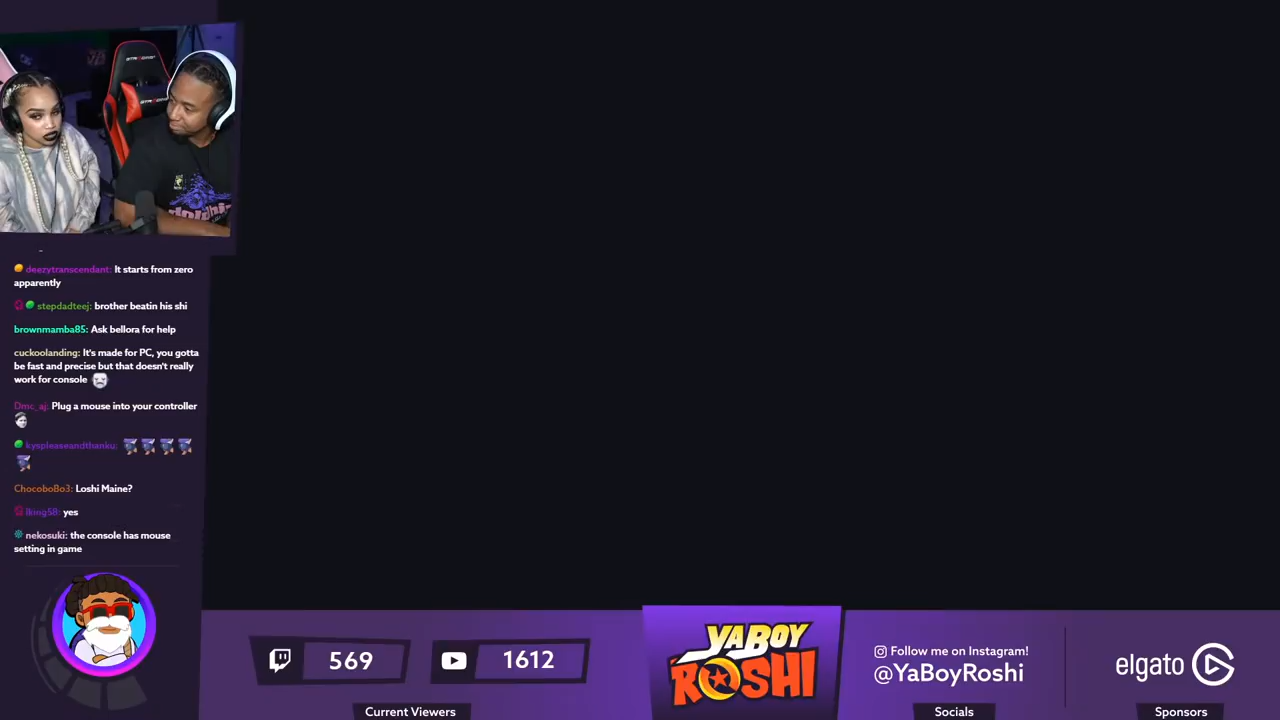 deezytranscendant: It starts from zero
apparently
stepdadteej: brother beatin his shi
brownmamba85: Ask bellora for help
cuckoolanding: It's made for PC, you gotta
be fast and precise but that doesn't really
work for console
Dmc_aj: Plug a mouse into your controller
kyspleaseandthanku:
ChocoboBo3: Loshi Maine?
lking58: yes
nekosuki: the console has mouse
setting in game
569
1612
Current Viewers
YABOY
ROSHI
Follow me on Instagram!
@YaBoyRoshi
Socials
elgato
Sponsors